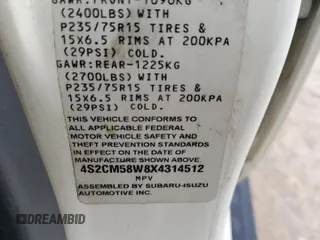 GAWR:FRONT-1090KG
(2400LBS) WITH
P235/75R15 TIRES &
15X6.5 RIMS AT 200KPA
(29PSI) COLD.
GAWR:REAR-1225KG
(2700LBS) WITH
P235/75R15 TIRES &
15X6.5 RIMS AT 200KPA
(29PSI) COLD.
THIS VEHICLE CONFORMS TO
ALL APPLICABLE FEDERAL
MOTOR VEHICLE SAFETY AND
THEFT PREVENTION STANDARDS
IN EFFECT ON THE DATE OF
MANUFACTURE SHOWN ABOVE.
4S2CM58W8X4314512
MPV
ASSEMBLED BY SUBARU-ISUZU
AUTOMOTIVE INC.
DREAMBID